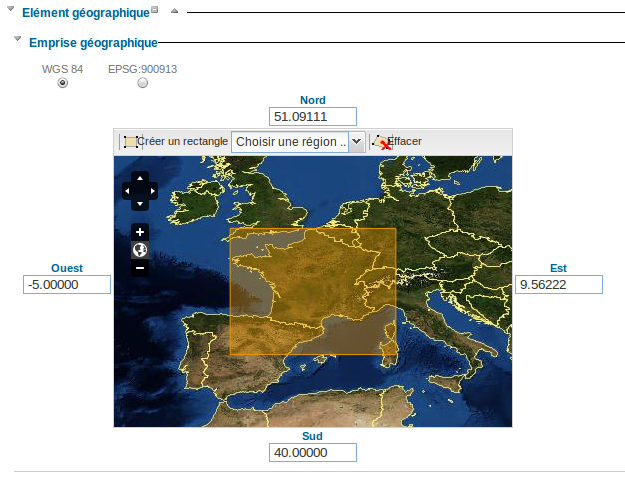 Elément géographique
Emprise géographique
WGS 84 EPSG:900913
Nord
51.09111
Créer un rectangle Choisir une région .. Effacer
Ouest Est
-5.00000 9.56222
Sud
40.00000